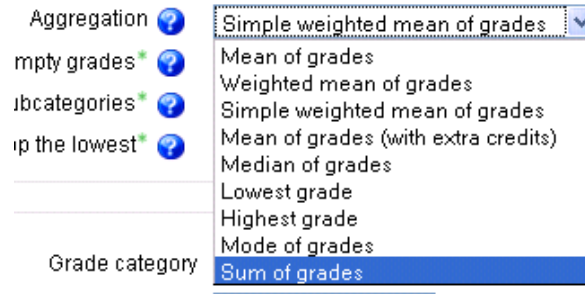 Aggregation Simple weighted mean of grades
mpty grades* Mean of grades
Weighted mean of grades
ubcategories* Simple weighted mean of grades
p the lowest* Mean of grades (with extra credits)
Median of grades
Lowest grade
Highest grade
Mode of grades
Grade category Sum of grades